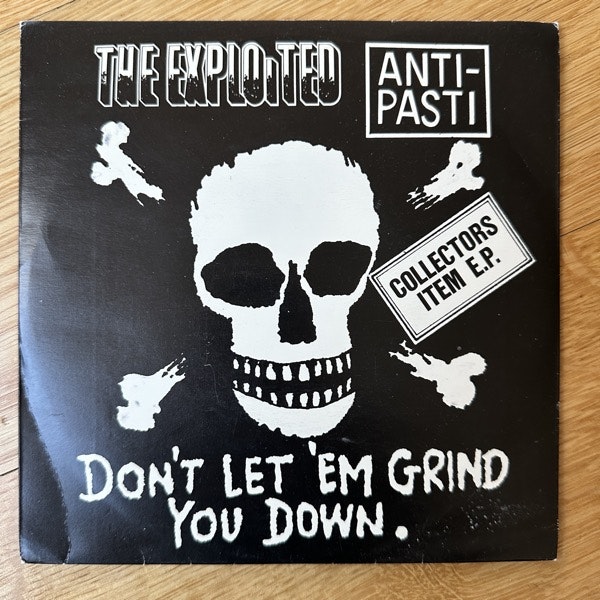 THE EXPLOITED
ANTI-
PASTI
COLLECTORS
ITEM E.P.
DON'T LET 'EM GRIND
YOU DOWN.